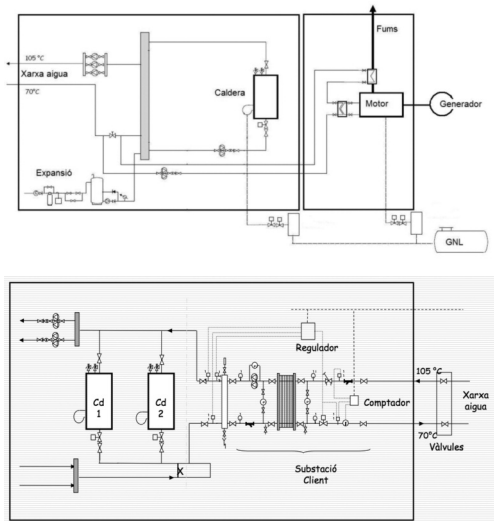 Fums
105 °C
Xarxa aigua
70°C
Caldera
Motor
Generador
Expansió
GNL
Regulador
105 °C
Cd
1
Cd
2
Comptador
Xarxa
aigua
70°C
Vàlvules
X
Substació
Client